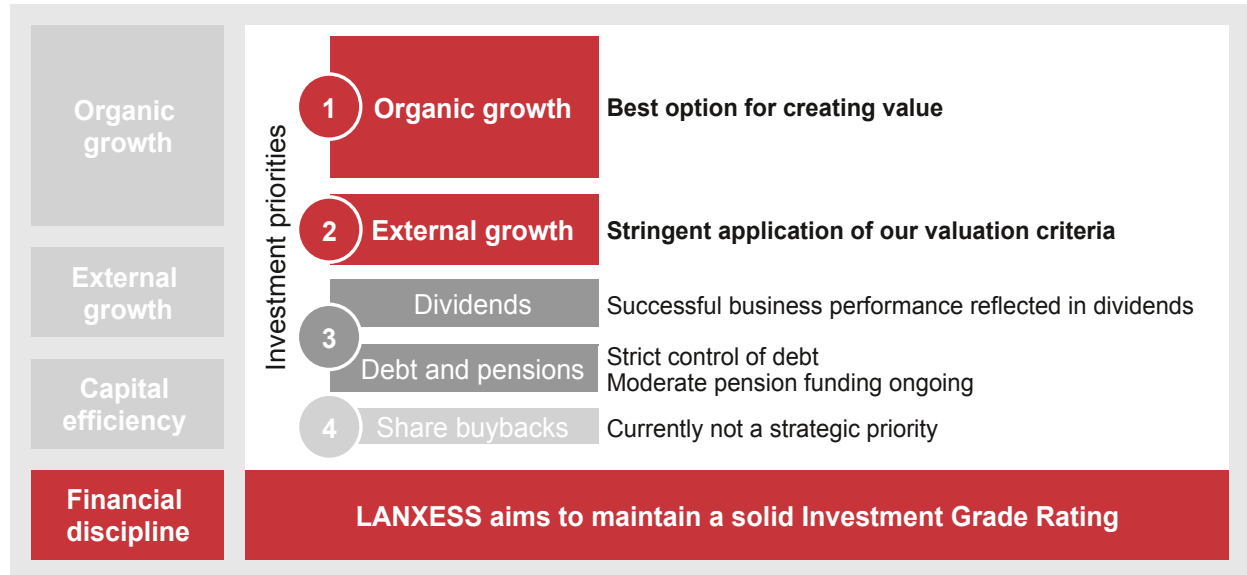 Organic
growth
External
growth
Capital
efficiency
Financial
discipline
Investment priorities
1 Organic growth Best option for creating value
2 External growth Stringent application of our valuation criteria
3
Dividends Successful business performance reflected in dividends
Debt and pensions Strict control of debt
Moderate pension funding ongoing
4 Share buybacks Currently not a strategic priority
LANXESS aims to maintain a solid Investment Grade Rating